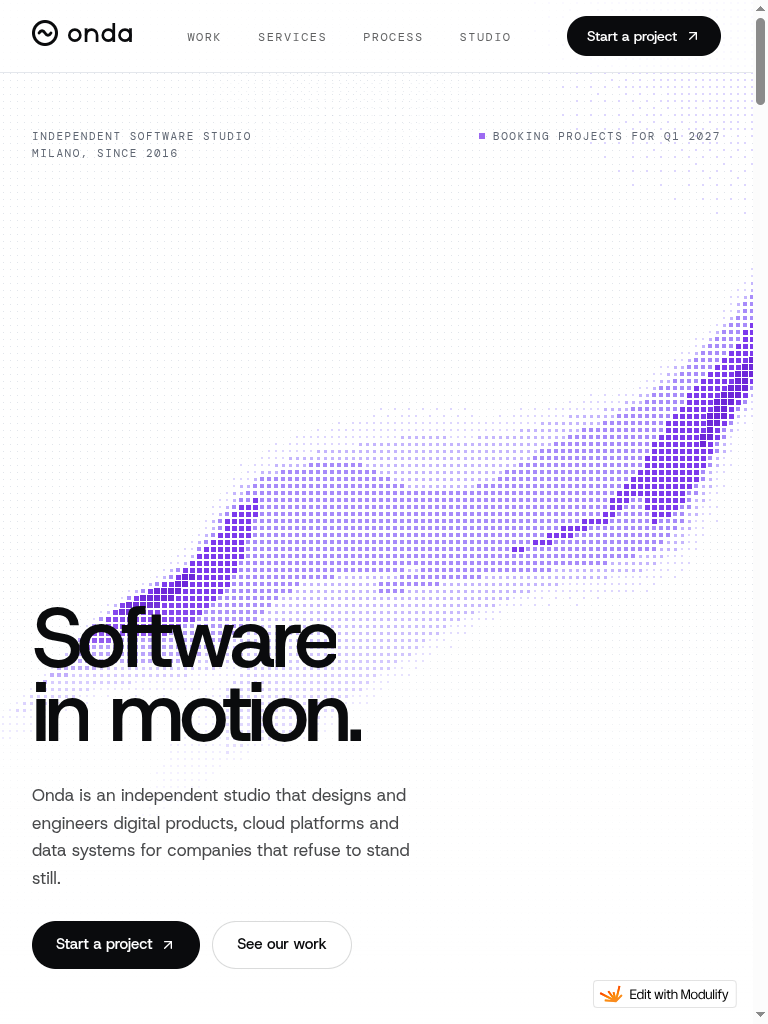 onda
WORK SERVICES PROCESS STUDIO
Start a project
INDEPENDENT SOFTWARE STUDIO
MILANO, SINCE 2016
BOOKING PROJECTS FOR Q1 2027
Software
in motion.
Onda is an independent studio that designs and
engineers digital products, cloud platforms and
data systems for companies that refuse to stand
still.
Start a project
See our work
Edit with Modulify